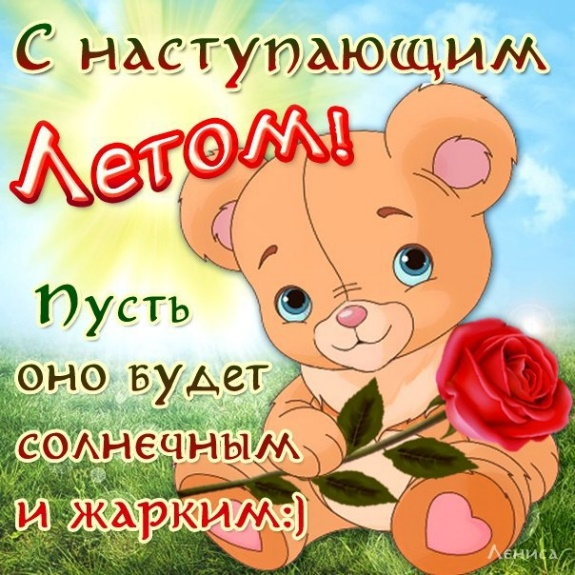 С наступающим
Летом!
Пусть
оно будет
солнечным
и жарким:)
Лениса